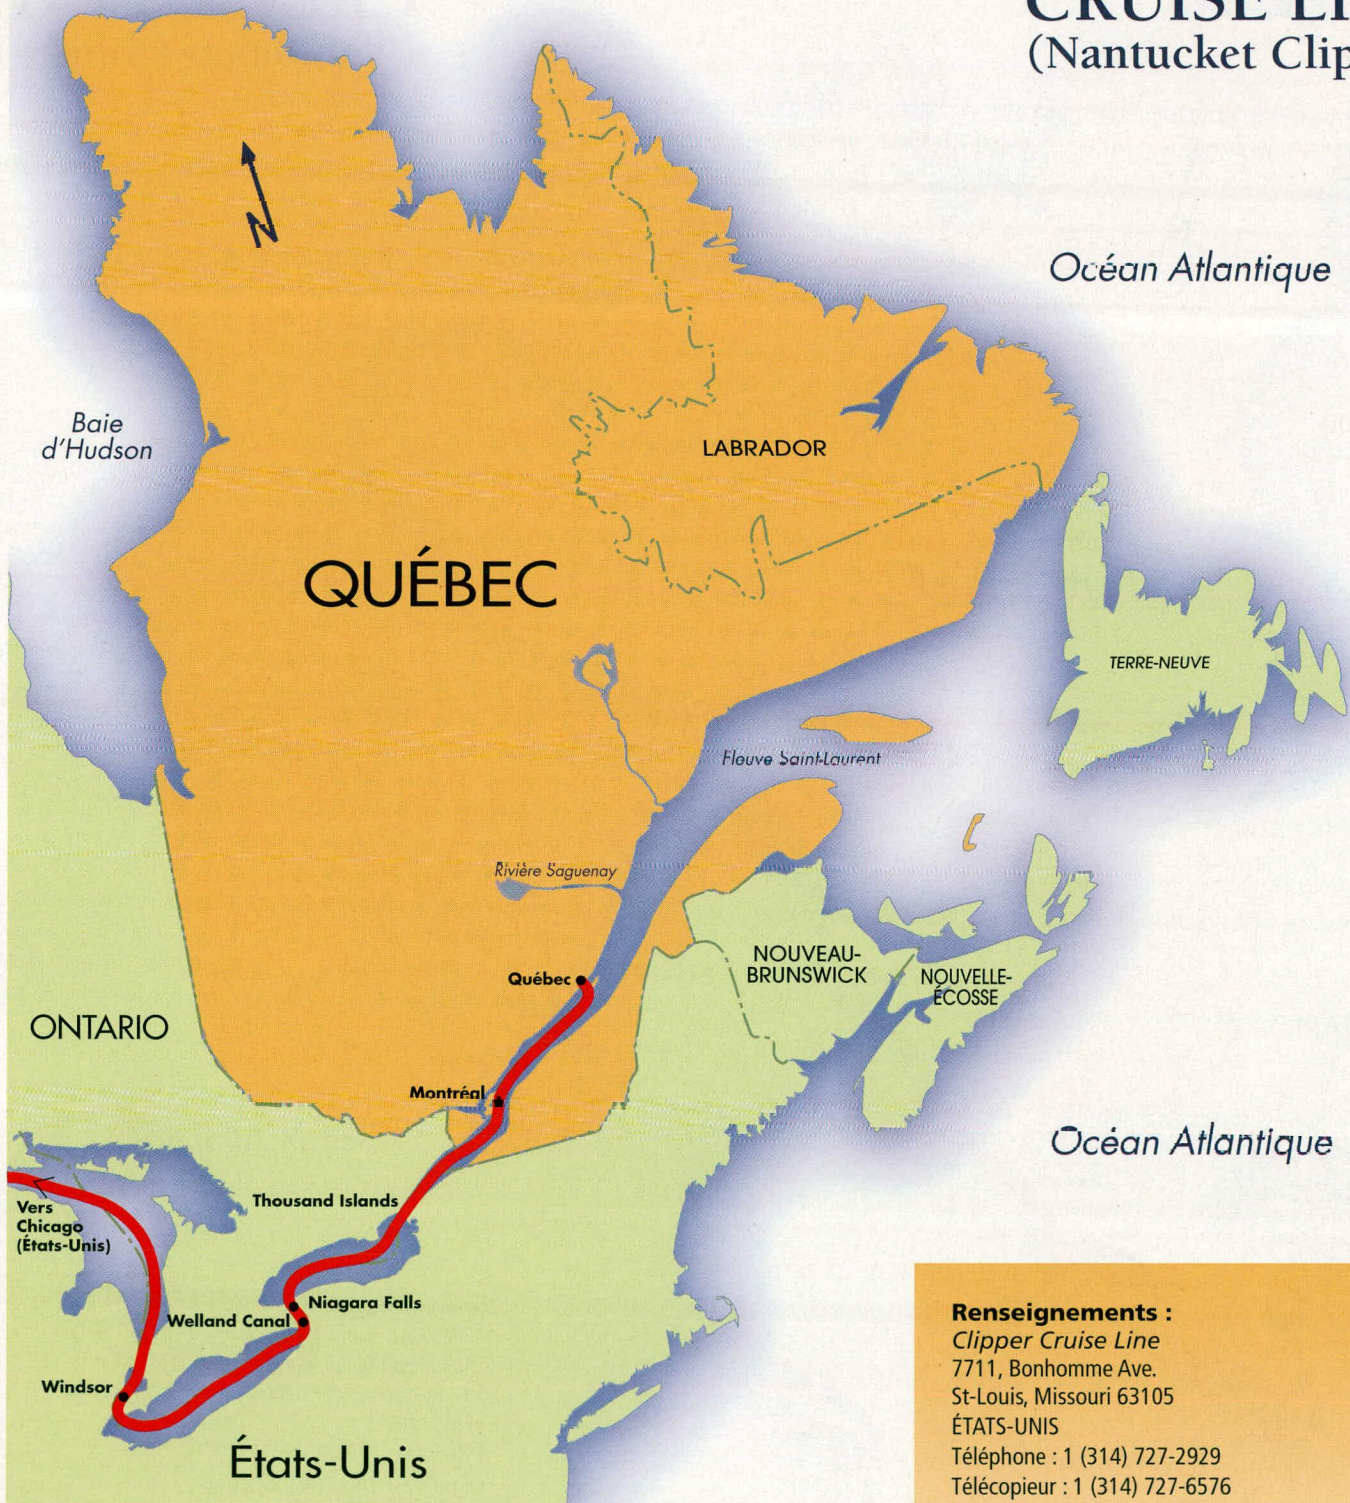 (Nantucket
Océan Atlantique
Baie
d'Hudson
LABRADOR
QUÉBEC
TERRE-NEUVE
Fleuve Saint-Laurent
Rivière Saguenay
NOUVEAU-
BRUNSWICK
NOUVELLE-
ÉCOSSE
Québec
ONTARIO
Montréal
Océan Atlantique
Thousand Islands
Vers
Chicago
(États-Unis)
Niagara Falls
Welland Canal
Windsor
États-Unis
Renseignements :
Clipper Cruise Line
7711, Bonhomme Ave.
St-Louis, Missouri 63105
ÉTATS-UNIS
Téléphone : 1 (314) 727-2929
Télécopieur : 1 (314) 727-6576